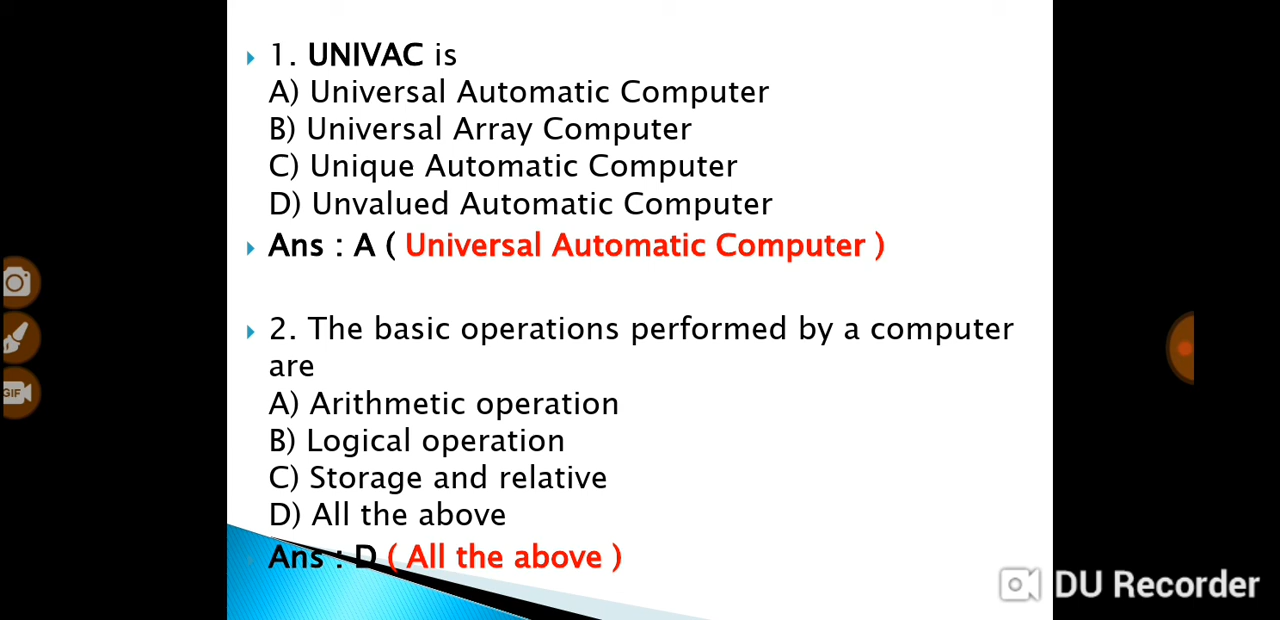 1. UNIVAC is
A) Universal Automatic Computer
B) Universal Array Computer
C) Unique Automatic Computer
D) Unvalued Automatic Computer
Ans : A ( Universal Automatic Computer )
2. The basic operations performed by a computer
are
A) Arithmetic operation
B) Logical operation
C) Storage and relative
D) All the above
Ans : D ( All the above )
GIF
DU Recorder